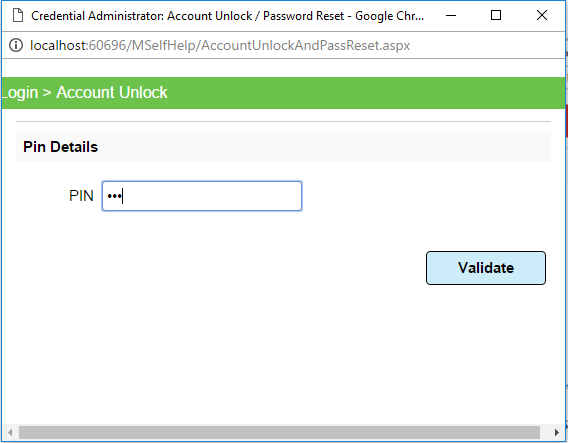 Credential Administrator: Account Unlock / Password Reset - Google Chr...
localhost:60696/MSelfHelp/AccountUnlockAndPassReset.aspx
Login > Account Unlock
Pin Details
PIN •••
Validate